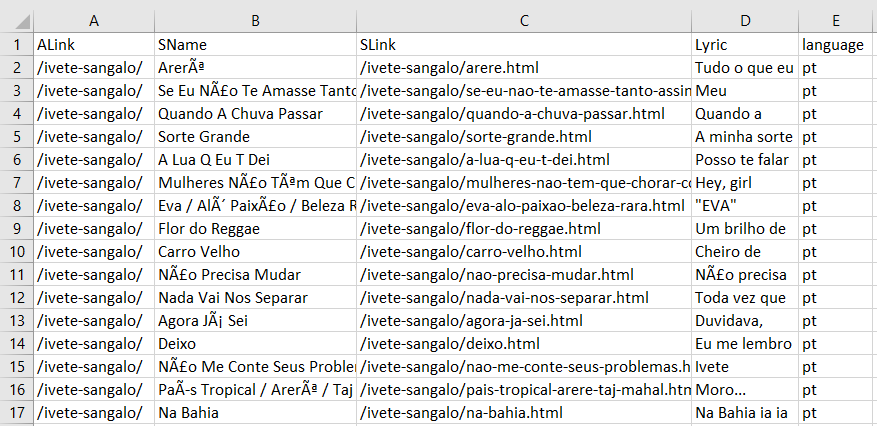 A B C D E
1 ALink SName SLink Lyric language
2 /ivete-sangalo/ ArerÃª /ivete-sangalo/arere.html Tudo o que eu pt
3 /ivete-sangalo/ Se Eu NÃ£o Te Amasse Tanto /ivete-sangalo/se-eu-nao-te-amasse-tanto-assin Meu pt
4 /ivete-sangalo/ Quando A Chuva Passar /ivete-sangalo/quando-a-chuva-passar.html Quando a pt
5 /ivete-sangalo/ Sorte Grande /ivete-sangalo/sorte-grande.html A minha sorte pt
6 /ivete-sangalo/ A Lua Q Eu T Dei /ivete-sangalo/a-lua-q-eu-t-dei.html Posso te falar pt
7 /ivete-sangalo/ Mulheres NÃ£o TÃªm Que C /ivete-sangalo/mulheres-nao-tem-que-chorar-co Hey, girl pt
8 /ivete-sangalo/ Eva / AlÃ´ PaixÃ£o / Beleza R /ivete-sangalo/eva-alo-paixao-beleza-rara.html "EVA" pt
9 /ivete-sangalo/ Flor do Reggae /ivete-sangalo/flor-do-reggae.html Um brilho de pt
10 /ivete-sangalo/ Carro Velho /ivete-sangalo/carro-velho.html Cheiro de pt
11 /ivete-sangalo/ NÃ£o Precisa Mudar /ivete-sangalo/nao-precisa-mudar.html NÃ£o precisa pt
12 /ivete-sangalo/ Nada Vai Nos Separar /ivete-sangalo/nada-vai-nos-separar.html Toda vez que pt
13 /ivete-sangalo/ Agora JÃ¡ Sei /ivete-sangalo/agora-ja-sei.html Duvidava, pt
14 /ivete-sangalo/ Deixo /ivete-sangalo/deixo.html Eu me lembro pt
15 /ivete-sangalo/ NÃ£o Me Conte Seus Probler /ivete-sangalo/nao-me-conte-seus-problemas.h Ivete pt
16 /ivete-sangalo/ PaÃ-s Tropical / ArerÃª / Taj /ivete-sangalo/pais-tropical-arere-taj-mahal.htm Moro... pt
17 /ivete-sangalo/ Na Bahia /ivete-sangalo/na-bahia.html Na Bahia ia ia pt